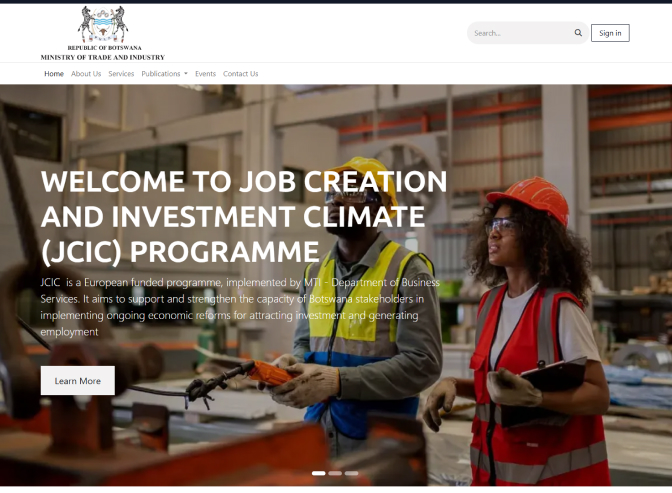 REPUBLIC OF BOTSWANA
MINISTRY OF TRADE AND INDUSTRY
Search...
Sign in
Home About Us Services Publications Events Contact Us
WELCOME TO JOB CREATION
AND INVESTMENT CLIMATE
(JCIC) PROGRAMME
JCIC is a European funded programme, implemented by MTI - Department of Business
Services. It aims to support and strengthen the capacity of Botswana stakeholders in
implementing ongoing economic reforms for attracting investment and generating
employment
Learn More